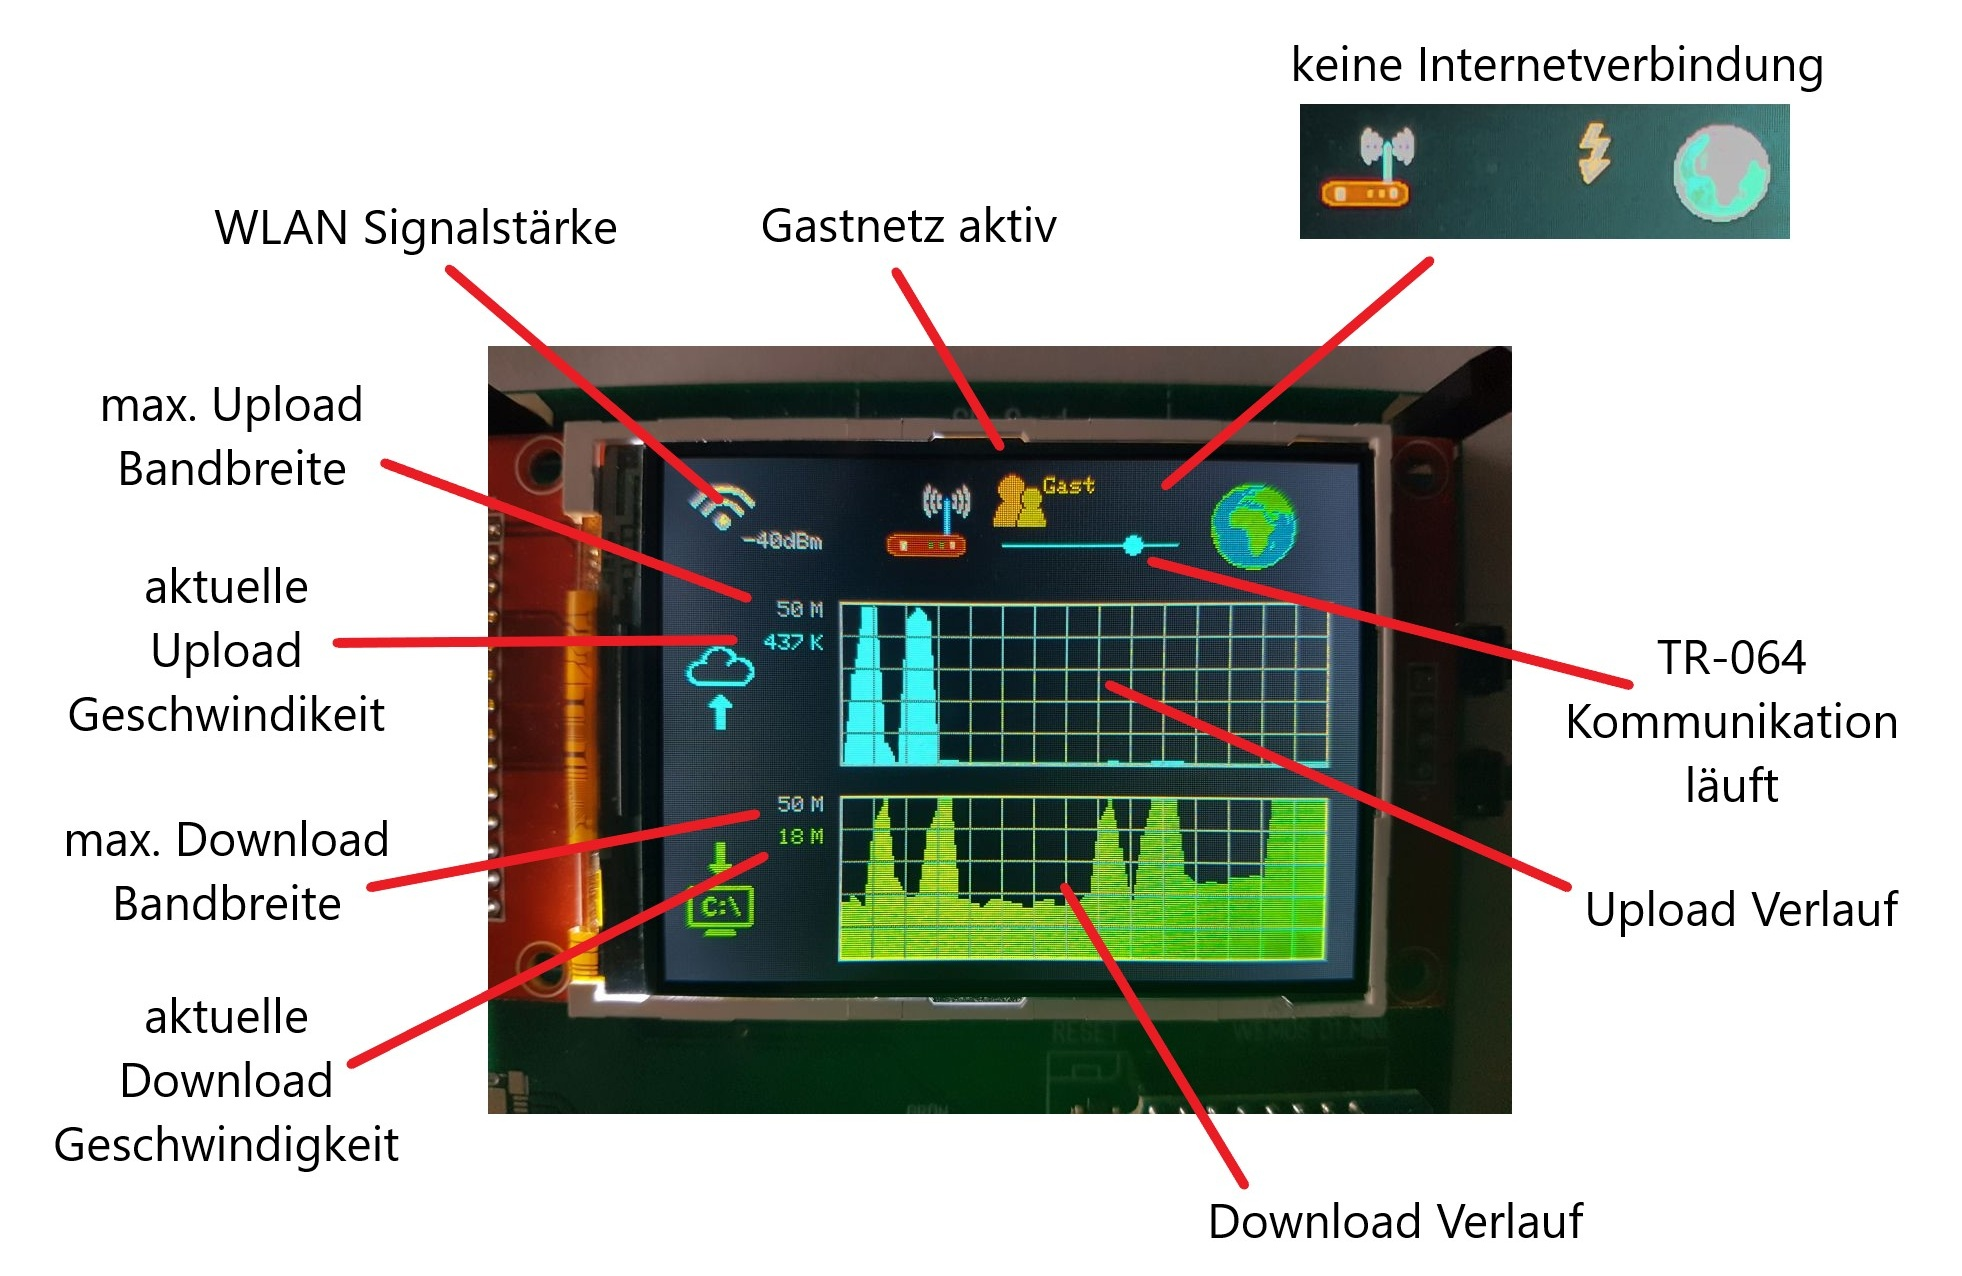 keine Internetverbindung
WLAN Signalstärke
Gastnetz aktiv
max. Upload
Bandbreite
aktuelle
Upload
Geschwindikeit
max. Download
Bandbreite
aktuelle
Download
Geschwindigkeit
Gast
-40dBm
50 M
437 K
50 M
18 M
C:\
RESET
TR-064
Kommunikation
läuft
Upload Verlauf
Download Verlauf